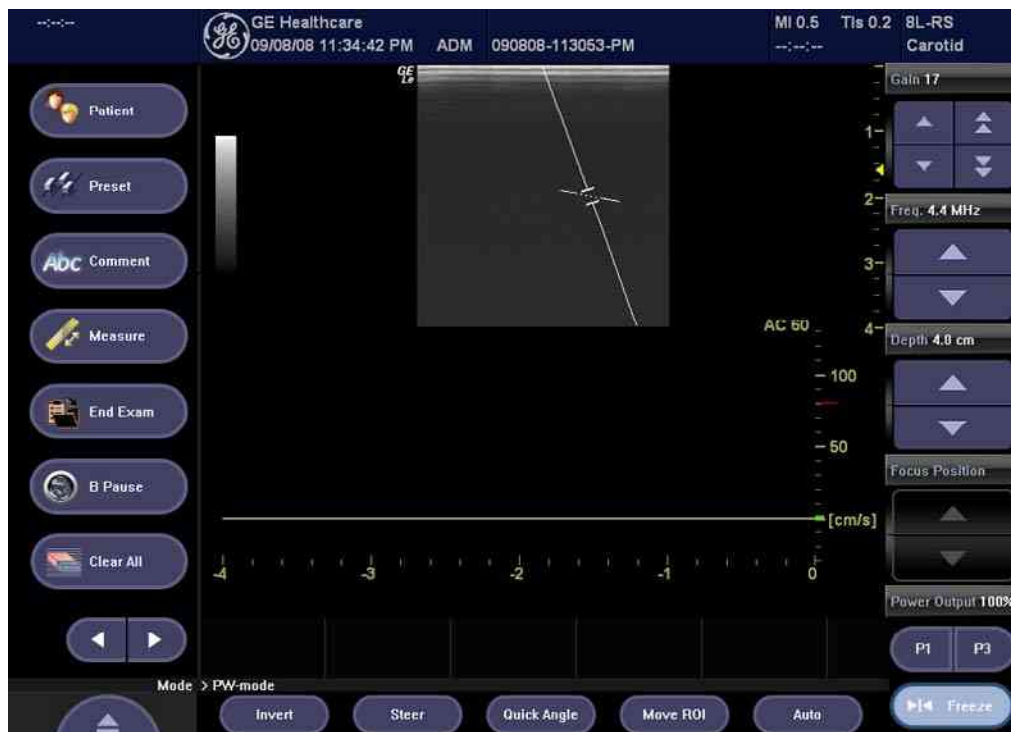 --:--:--
GE Healthcare
MI 0.5 TIs 0.2 8L-RS
09/08/08 11:34:42 PM ADM 090808-113053-PM
--:--:-- Carotid
GE
Le
Patient
Preset
Abc Comment
Measure
End Exam
B Pause
Clear All
1
2
3
4
AC 60
100
50
[cm/s]
-4 -3 -2 -1 0
Gain 17
Freq. 4.4 MHz
Depth 4.0 cm
Focus Position
Power Output 100%
P1 P3
Mode > PW-mode
Invert Steer Quick Angle Move ROI Auto Freeze